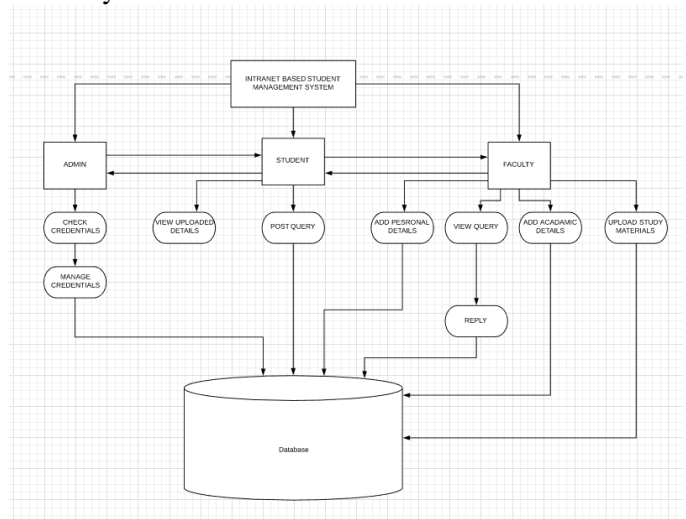 INTRANET BASED STUDENT
MANAGEMENT SYSTEM
ADMIN
STUDENT
FACULTY
CHECK
CREDENTIALS
VIEW UPLOADED
DETAILS
POST QUERY
ADD PESRONAL
DETAILS
VIEW QUERY
ADD ACADAMIC
DETAILS
UPLOAD STUDY
MATERIALS
MANAGE
CREDENTIALS
REPLY
Database